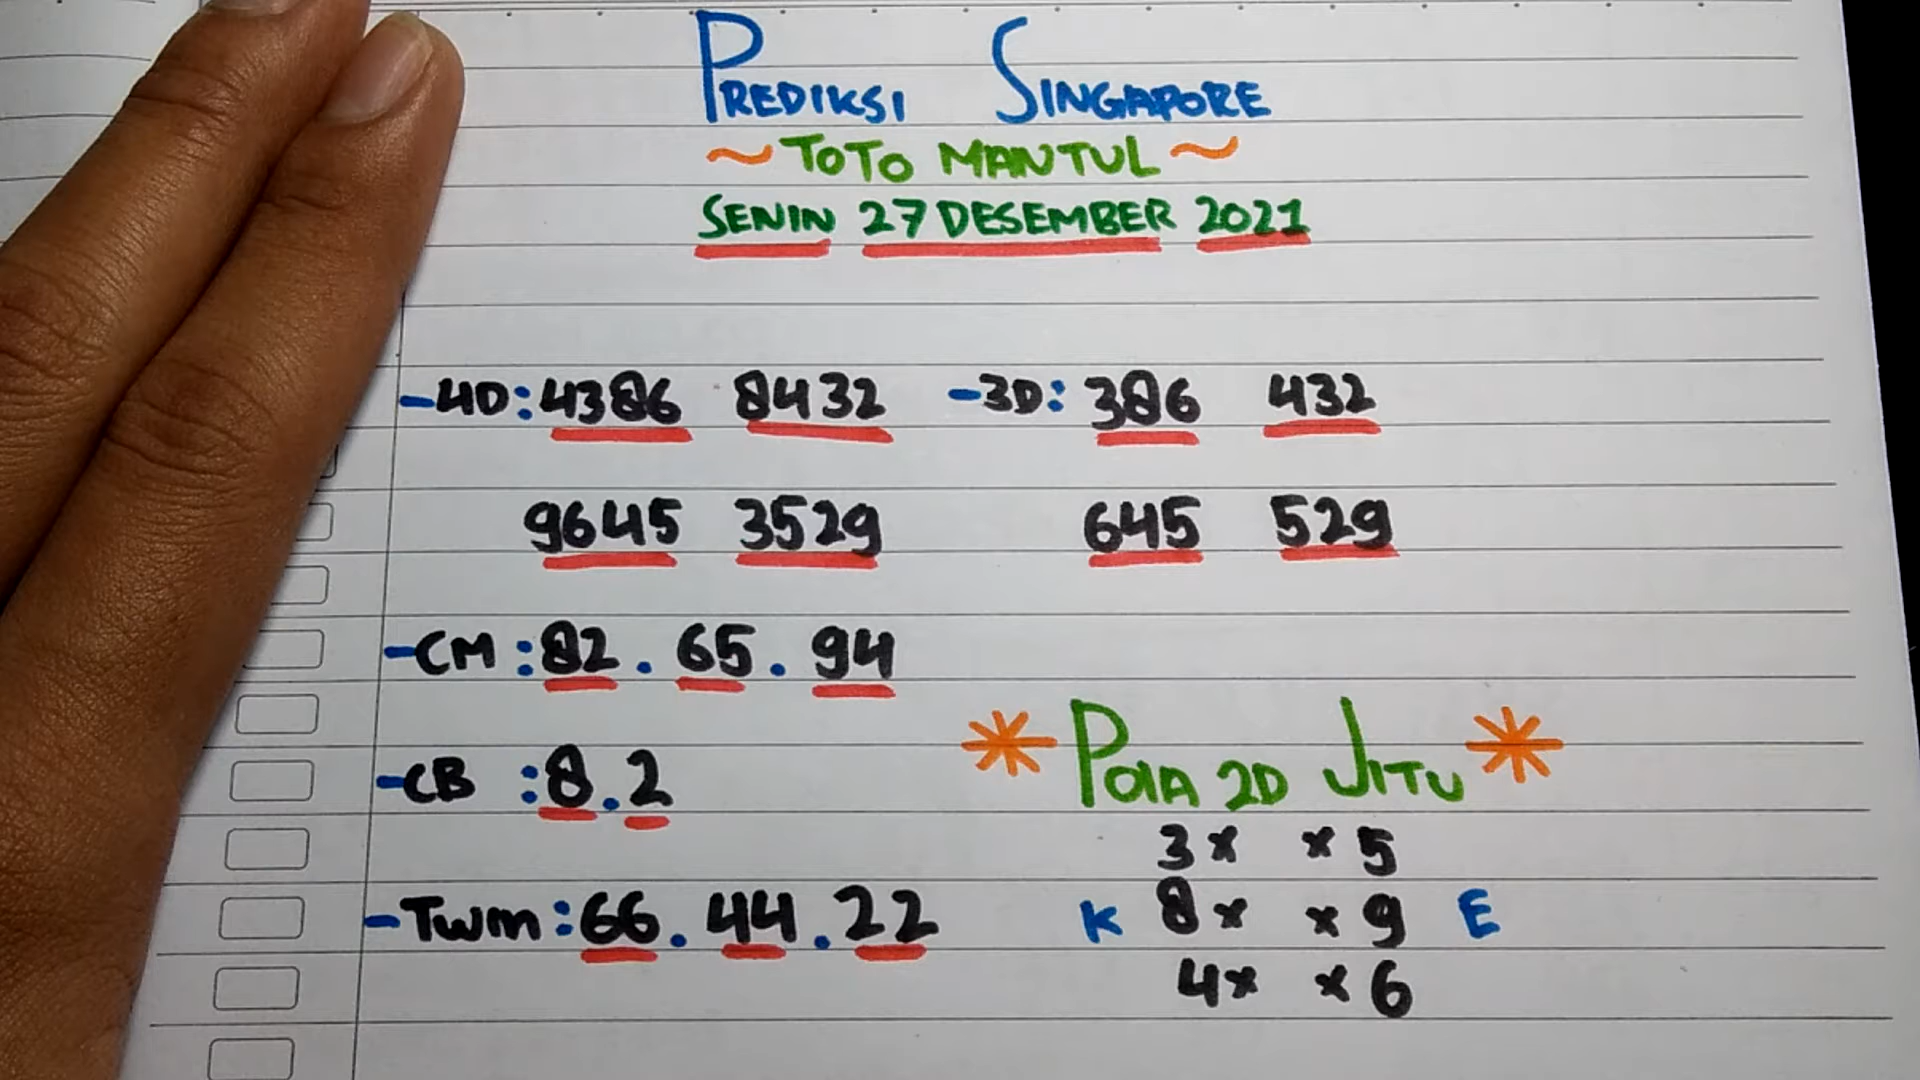 PREDIKSI SINGAPORE
~ TOTO MANTUL ~
SENIN 27 DESEMBER 2021
-4D: 4386 8432 -3D: 386 432
9645 3529 645 529
-CM: 82. 65. 94
-CB: 8. 2
* POlA 2D JITU *
3x x5
-Twm: 66. 44. 22
K 8x x9 E
4x x6